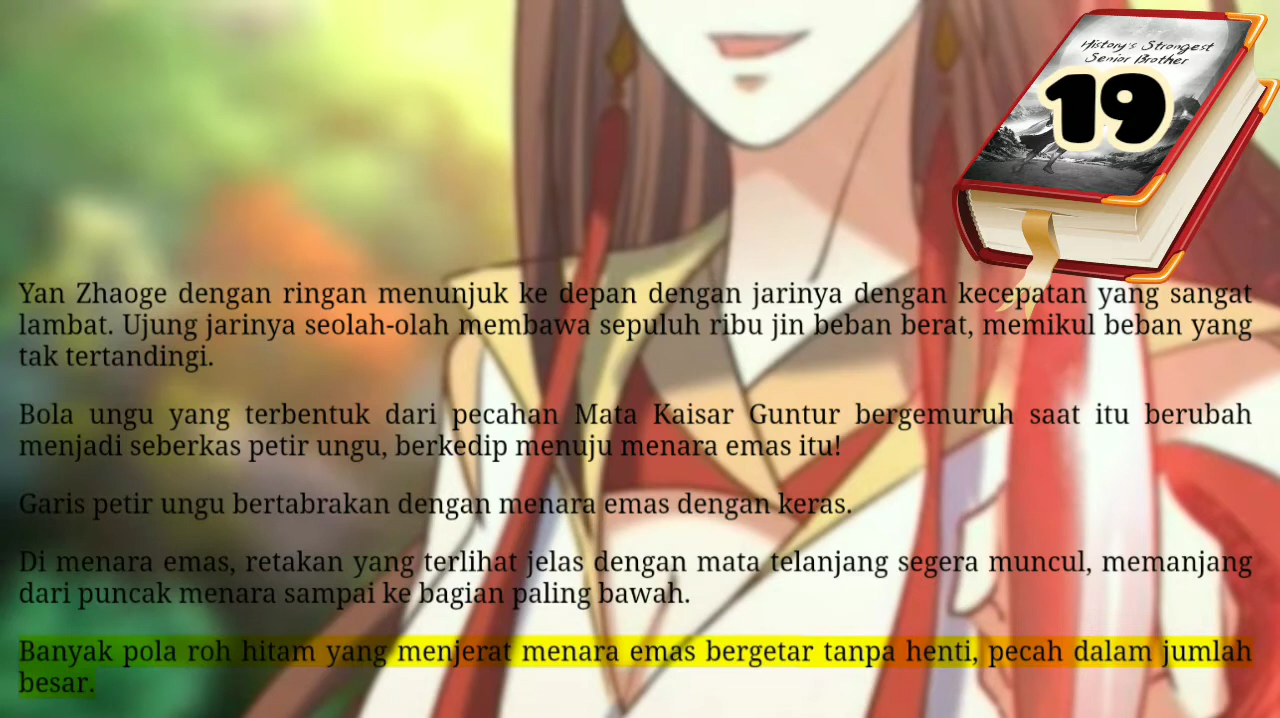 History's Strongest
Senior Brother
19
Yan Zhaoge dengan ringan menunjuk ke depan dengan jarinya dengan kecepatan yang sangat
lambat. Ujung jarinya seolah-olah membawa sepuluh ribu jin beban berat, memikul beban yang
tak tertandingi.
Bola ungu yang terbentuk dari pecahan Mata Kaisar Guntur bergemuruh saat itu berubah
menjadi seberkas petir ungu, berkedip menuju menara emas itu!
Garis petir ungu bertabrakan dengan menara emas dengan keras.
Di menara emas, retakan yang terlihat jelas dengan mata telanjang segera muncul, memanjang
dari puncak menara sampai ke bagian paling bawah.
Banyak pola roh hitam yang menjerat menara emas bergetar tanpa henti, pecah dalam jumlah
besar.